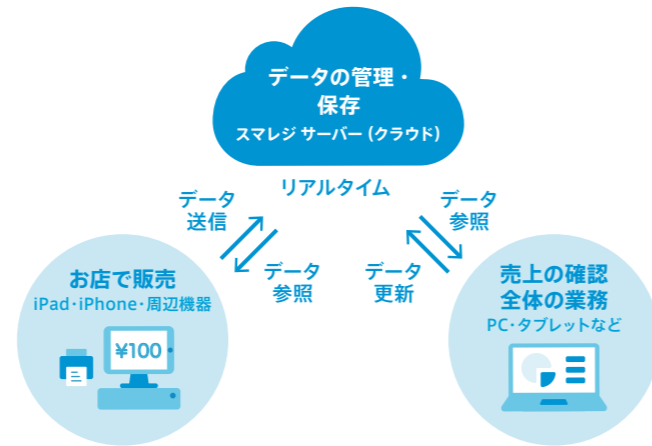 データの管理・
保存
スマレジ サーバー（クラウド）
リアルタイム
データ
送信
データ
参照
データ
参照
データ
更新
お店で販売
iPad・iPhone・周辺機器
¥100
売上の確認
全体の業務
PC・タブレットなど